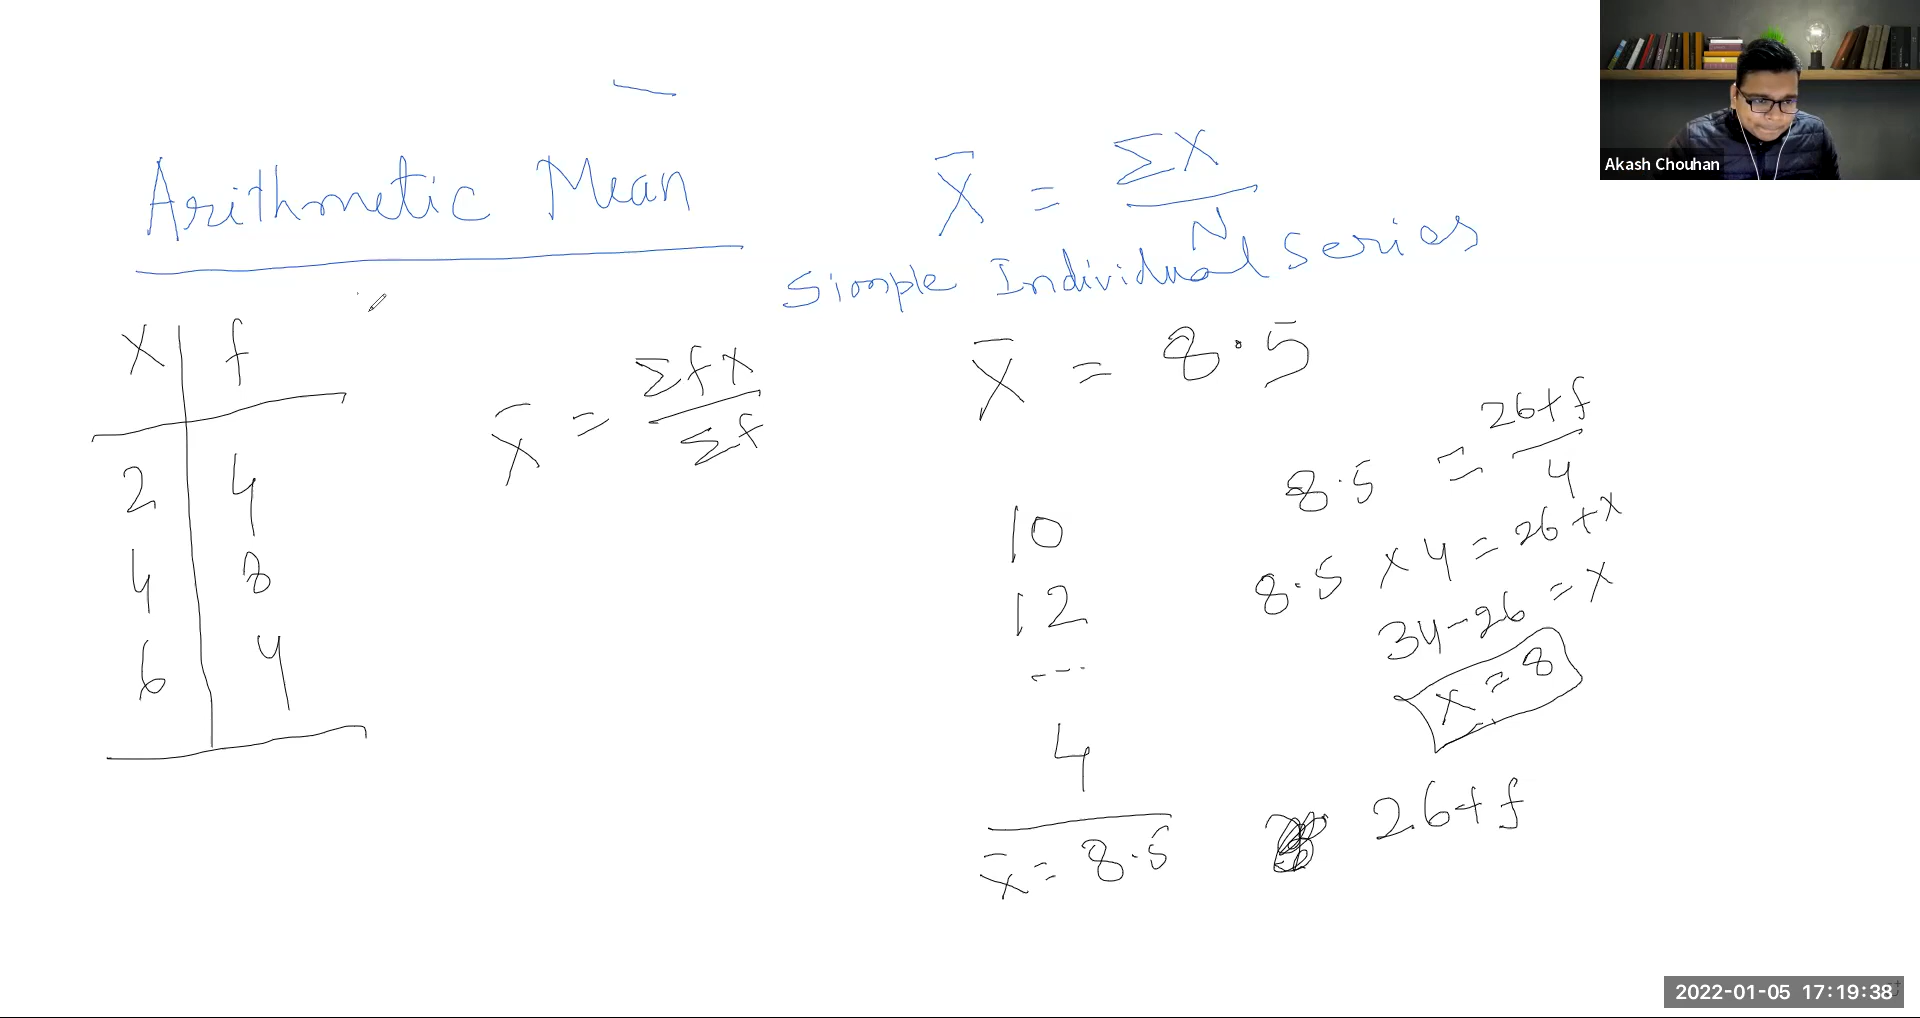 Akash Chouhan
Arithmetic Mean
X̄ = ΣX / N
Simple Individual Series
X f
2 4
4 8
6 4
X̄ = Σfx / Σf
X̄ = 8.5
10
12
---
4
X̄ = 8.5
8.5 = 26+f / 4
8.5 x 4 = 26 + x
34-26 = x
x = 8
26+f
2022-01-05 17:19:38